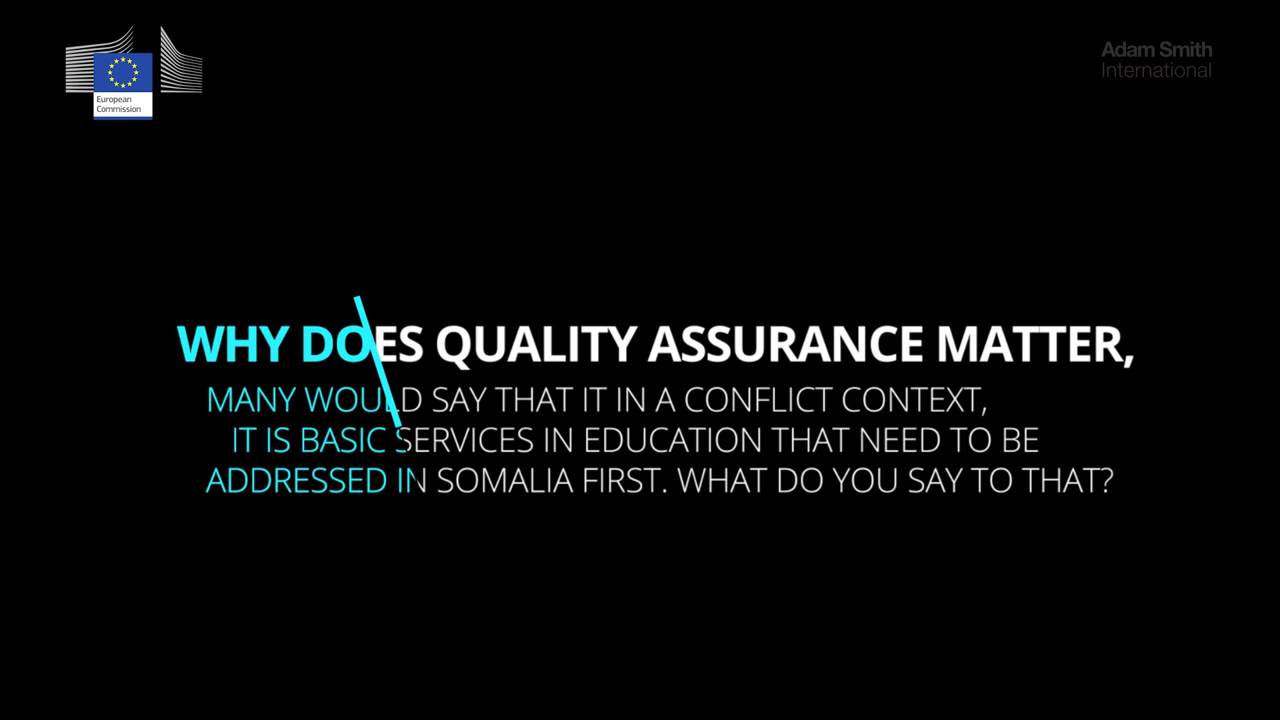 European
Commission
Adam Smith
International
WHY DOES QUALITY ASSURANCE MATTER,
MANY WOULD SAY THAT IT IN A CONFLICT CONTEXT,
IT IS BASIC SERVICES IN EDUCATION THAT NEED TO BE
ADDRESSED IN SOMALIA FIRST. WHAT DO YOU SAY TO THAT?